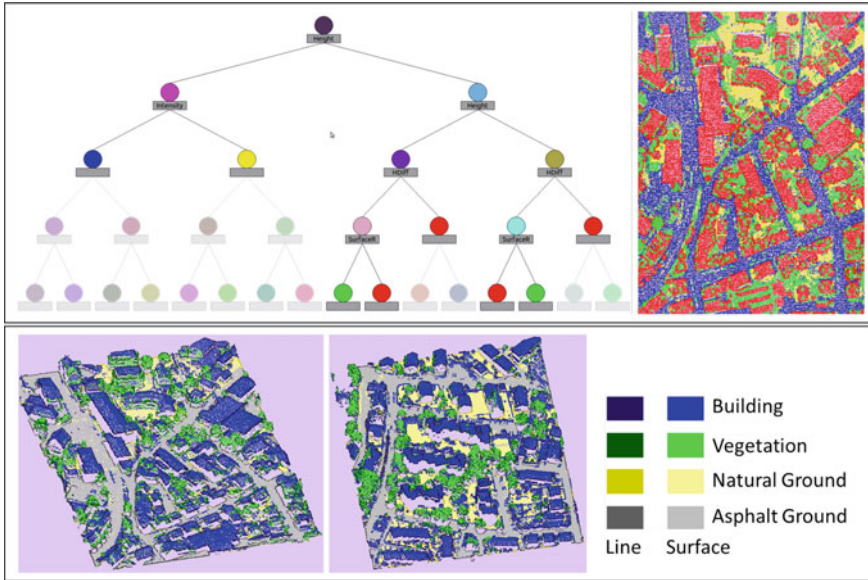 Height
Intensity
Height
HDiff
HDiff
SurfaceR
SurfaceR
Building
Vegetation
Natural Ground
Asphalt Ground
Line Surface